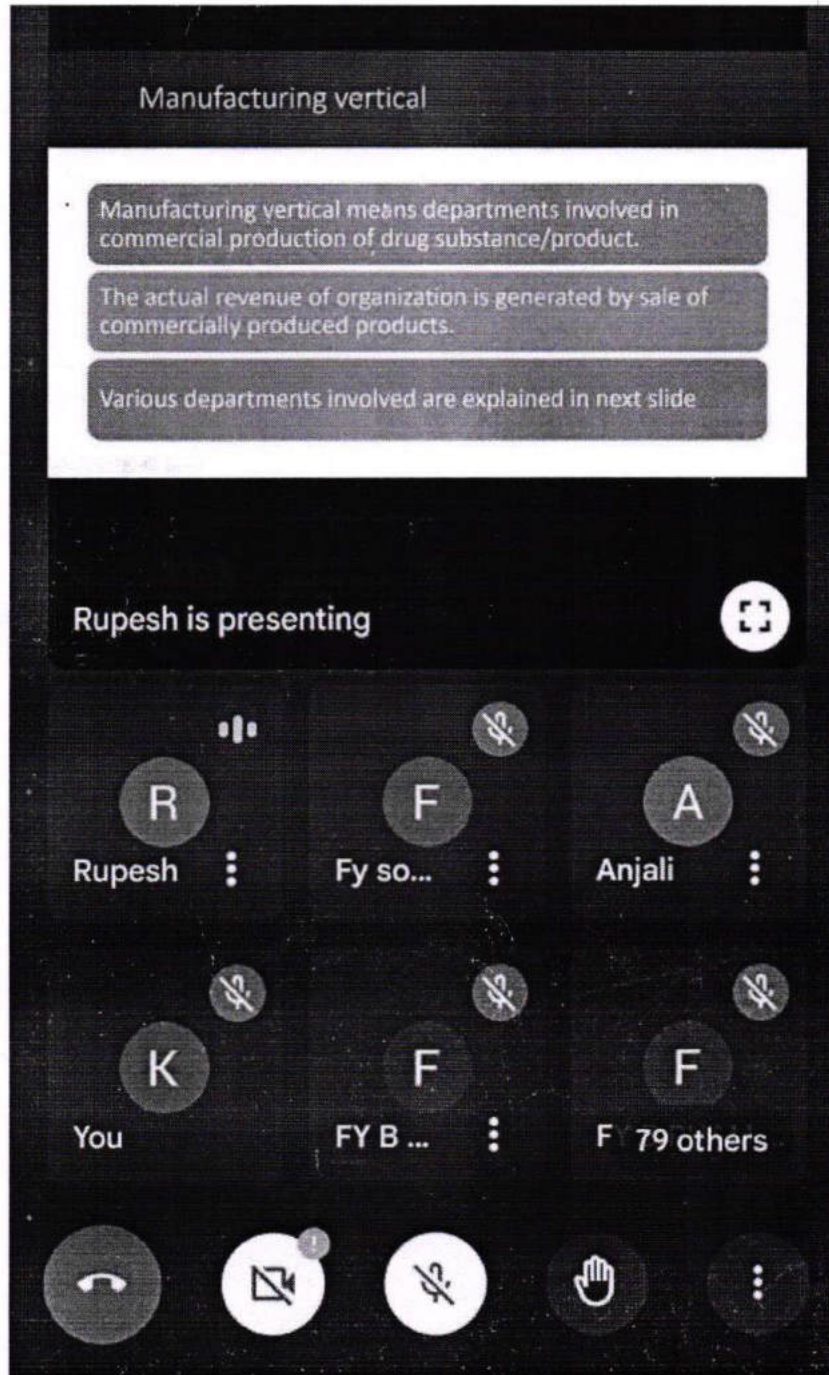 Manufacturing vertical
Manufacturing vertical means departments involved in
commercial production of drug substance/product.
The actual revenue of organization is generated by sale of
commercially produced products.
Various departments involved are explained in next slide
Rupesh is presenting
R
F
A
Rupesh
Fy so...
Anjali
K
F
F
You
FY B ...
F 79 others
!